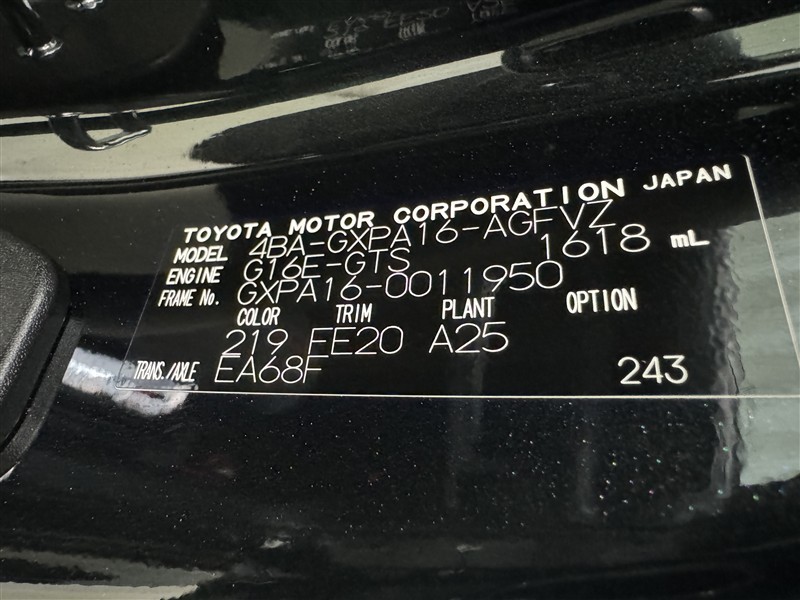 TOYOTA MOTOR CORPORATION JAPAN
MODEL 4BA-GXPA16-AGFVZ
ENGINE G16E-GTS 1618 mL
FRAME No. GXPA16-0011950
COLOR TRIM PLANT OPTION
219 FE20 A25
TRANS./AXLE EA68F 243